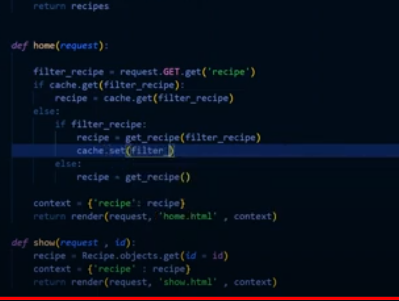 return recipes
def home(request):
filter_recipe = request.GET.get('recipe')
if cache.get(filter_recipe):
recipe = cache.get(filter_recipe)
else:
if filter_recipe:
recipe = get_recipe(filter_recipe)
cache.set(filter_)
else:
recipe = get_recipe()
context = {'recipe': recipe}
return render(request, 'home.html' , context)
def show(request , id):
recipe = Recipe.objects.get(id = id)
context = {'recipe' : recipe}
return render(request, 'show.html' , context)